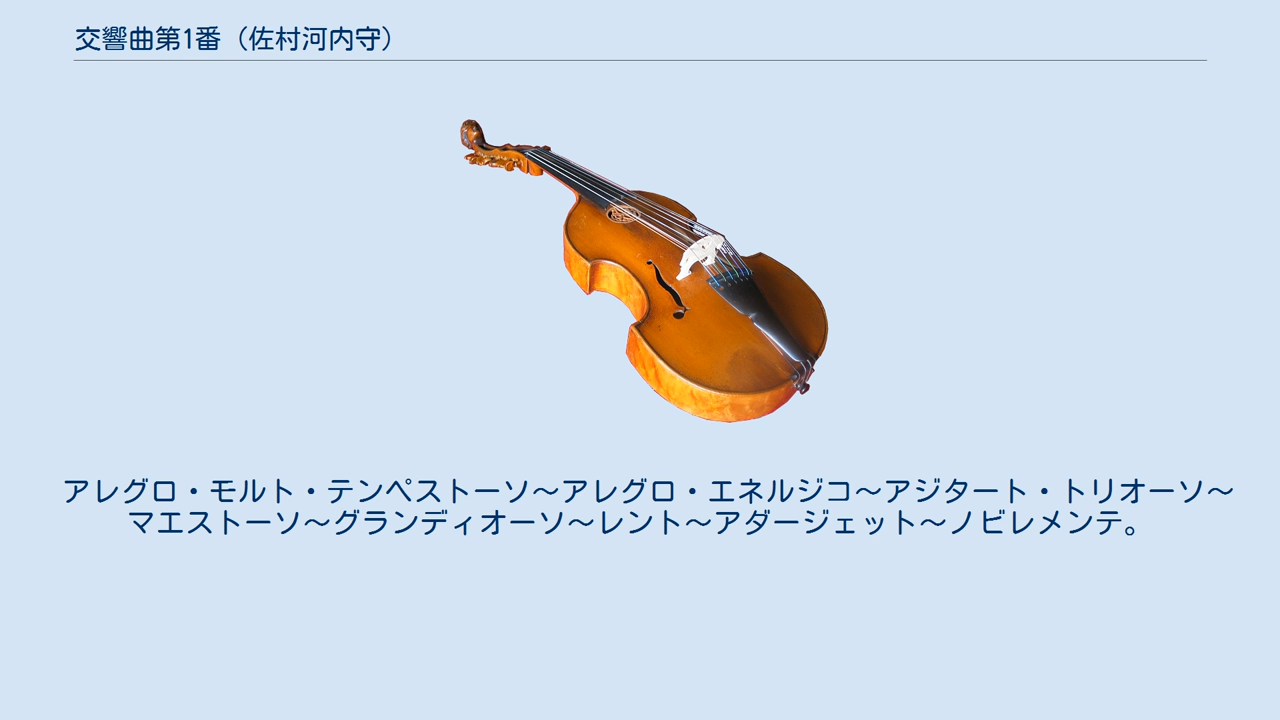 交響曲第1番（佐村河内守）
アレグロ・モルト・テンペストーソ～アレグロ・エネルジコ～アジタート・トリオーソ～
マエストーソ～グランディオーソ～レント～アダージェット～ノビレメンテ。